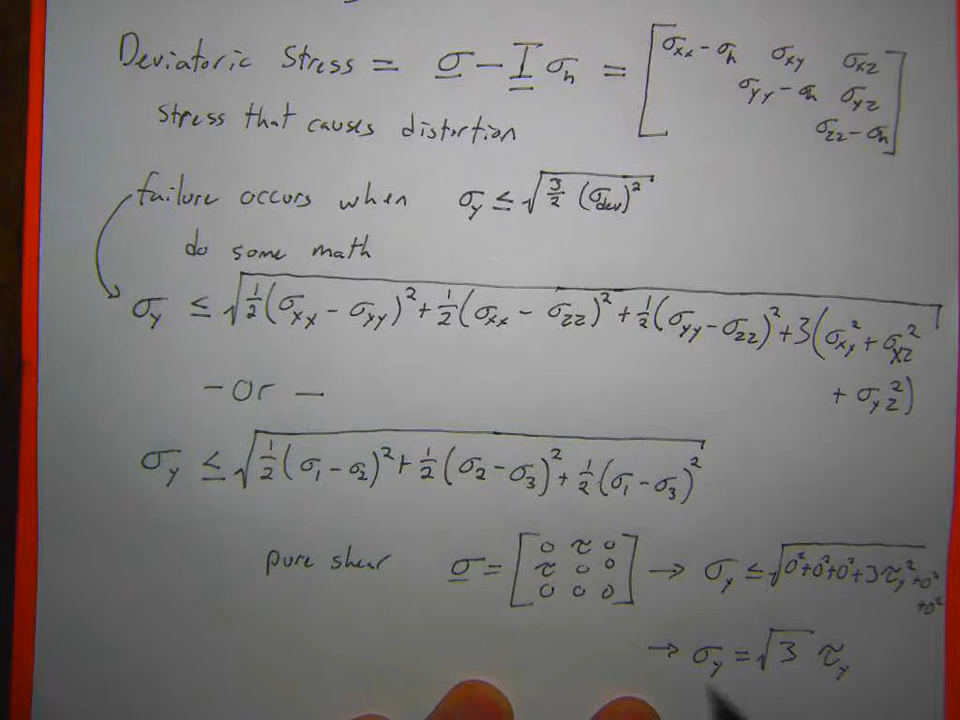 Deviatoric Stress = σ - I σh = [σxx - σh σxy σxz
σyy - σh σyz
σzz - σh]
stress that causes distortion
failure occurs when σy ≤ √(3/2 (σdev)²)
do some math
σy ≤ √(1/2(σxx - σyy)² + 1/2(σxx - σzz)² + 1/2(σyy - σzz)² + 3(σxy² + σxz²
+ σyz²)
- Or -
σy ≤ √(1/2(σ1 - σ2)² + 1/2(σ2 - σ3)² + 1/2(σ1 - σ3)²
pure shear σ = [0 τ 0
τ 0 0
0 0 0] → σy ≤ √(0² + 0² + 0² + 3τy² + 0²
+ 0²
→ σy = √3 τy